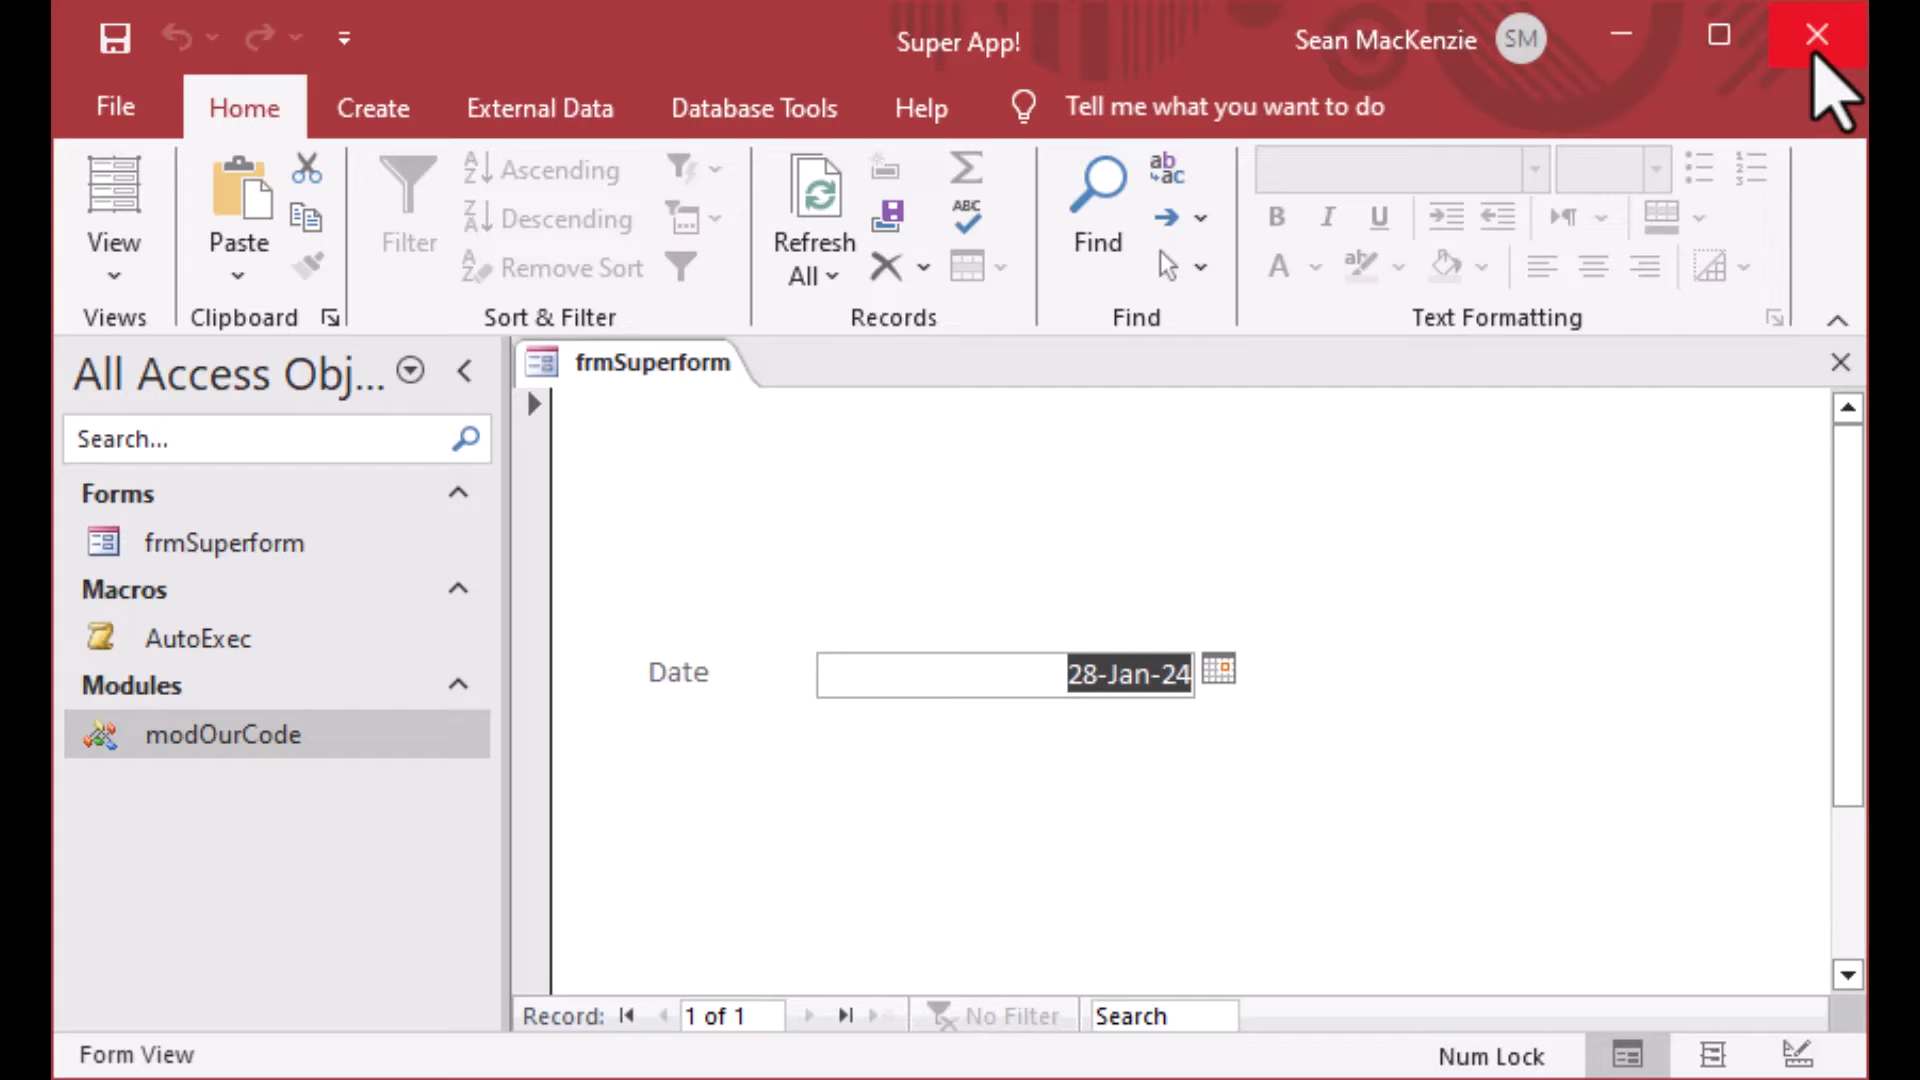 Super App!
Sean MacKenzie SM
File Home Create External Data Database Tools Help Tell me what you want to do
View
Views
Paste
Clipboard
Filter
Ascending
Descending
Remove Sort
Sort & Filter
Refresh
All
Records
Find
Find
Text Formatting
All Access Obj...
Search...
Forms
frmSuperform
Macros
AutoExec
Modules
modOurCode
frmSuperform
Date 28-Jan-24
Record: 1 of 1 No Filter Search
Form View Num Lock